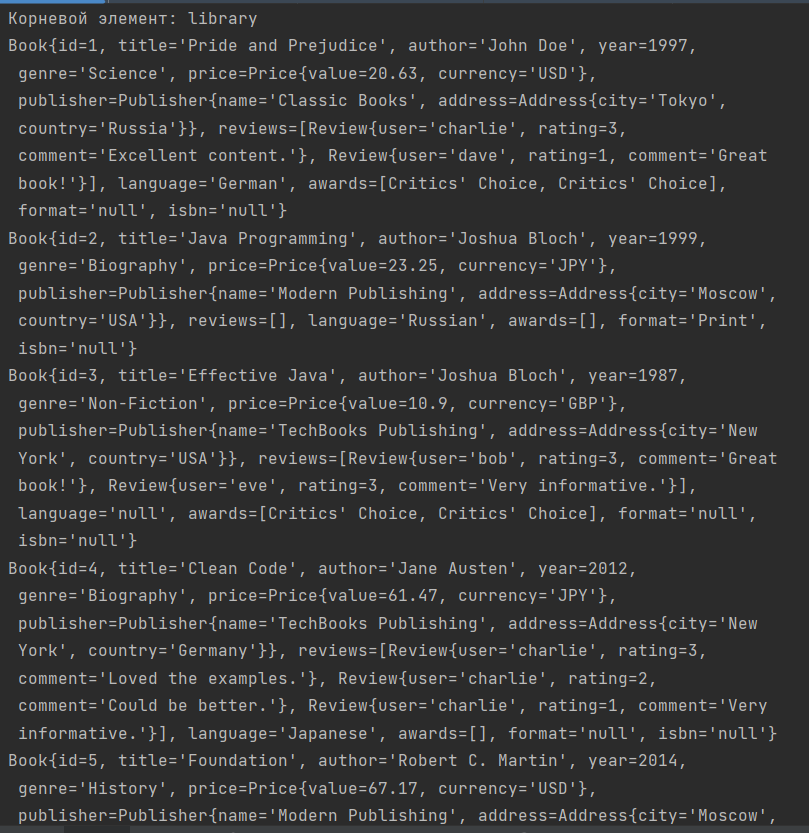 Корневой элемент: library
Book{id=1, title='Pride and Prejudice', author='John Doe', year=1997,
genre='Science', price=Price{value=20.63, currency='USD'},
publisher=Publisher{name='Classic Books', address=Address{city='Tokyo',
country='Russia'}}, reviews=[Review{user='charlie', rating=3,
comment='Excellent content.'}, Review{user='dave', rating=1, comment='Great
book!'}], language='German', awards=[Critics' Choice, Critics' Choice],
format='null', isbn='null'}
Book{id=2, title='Java Programming', author='Joshua Bloch', year=1999,
genre='Biography', price=Price{value=23.25, currency='JPY'},
publisher=Publisher{name='Modern Publishing', address=Address{city='Moscow',
country='USA'}}, reviews=[], language='Russian', awards=[], format='Print',
isbn='null'}
Book{id=3, title='Effective Java', author='Joshua Bloch', year=1987,
genre='Non-Fiction', price=Price{value=10.9, currency='GBP'},
publisher=Publisher{name='TechBooks Publishing', address=Address{city='New
York', country='USA'}}, reviews=[Review{user='bob', rating=3, comment='Great
book!'}, Review{user='eve', rating=3, comment='Very informative.'}],
language='null', awards=[Critics' Choice, Critics' Choice], format='null',
isbn='null'}
Book{id=4, title='Clean Code', author='Jane Austen', year=2012,
genre='Biography', price=Price{value=61.47, currency='JPY'},
publisher=Publisher{name='TechBooks Publishing', address=Address{city='New
York', country='Germany'}}, reviews=[Review{user='charlie', rating=3,
comment='Loved the examples.'}, Review{user='charlie', rating=2,
comment='Could be better.'}, Review{user='charlie', rating=1, comment='Very
informative.'}], language='Japanese', awards=[], format='null', isbn='null'}
Book{id=5, title='Foundation', author='Robert C. Martin', year=2014,
genre='History', price=Price{value=67.17, currency='USD'},
publisher=Publisher{name='Modern Publishing', address=Address{city='Moscow',